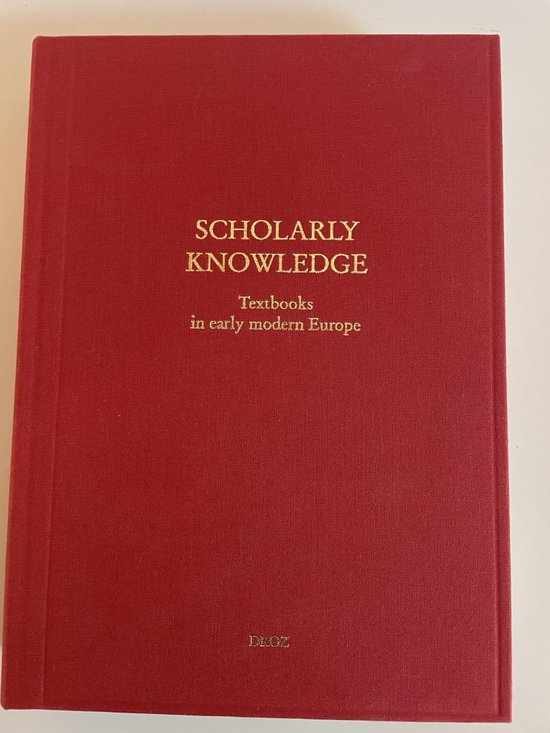 SCHOLARLY
KNOWLEDGE
Textbooks
in early modern Europe
DROZ